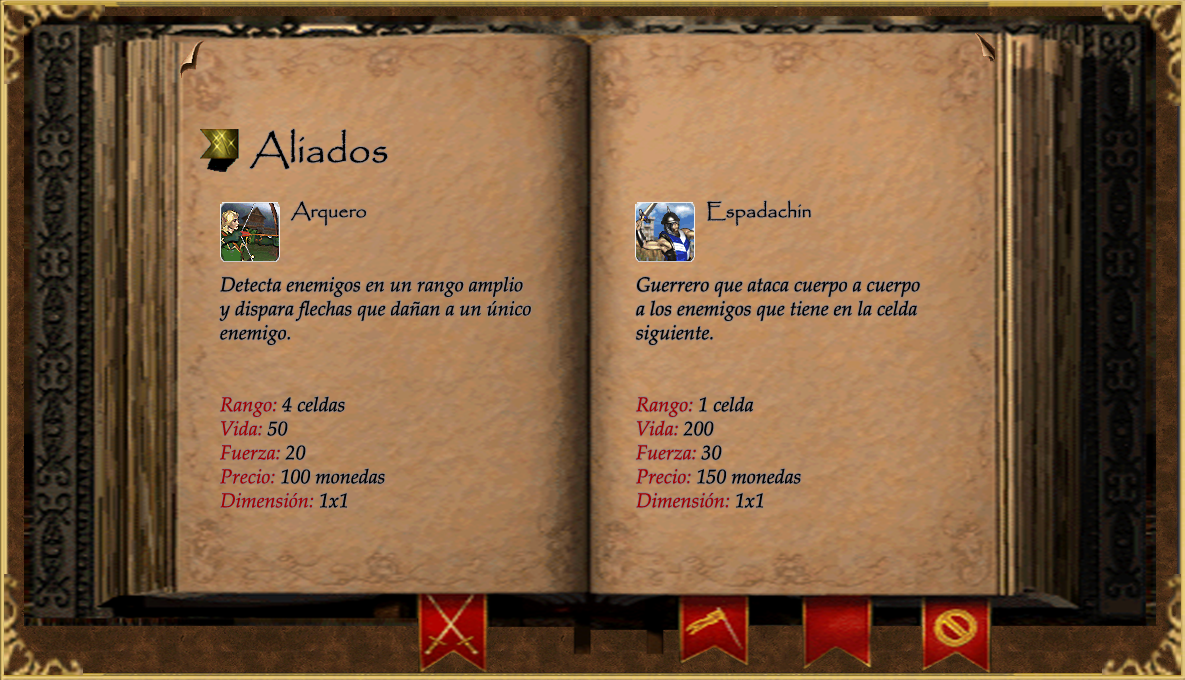 Aliados
Arquero
Detecta enemigos en un rango amplio
y dispara flechas que dañan a un único
enemigo.
Rango: 4 celdas
Vida: 50
Fuerza: 20
Precio: 100 monedas
Dimensión: 1x1
Espadachin
Guerrero que ataca cuerpo a cuerpo
a los enemigos que tiene en la celda
siguiente.
Rango: 1 celda
Vida: 200
Fuerza: 30
Precio: 150 monedas
Dimensión: 1x1